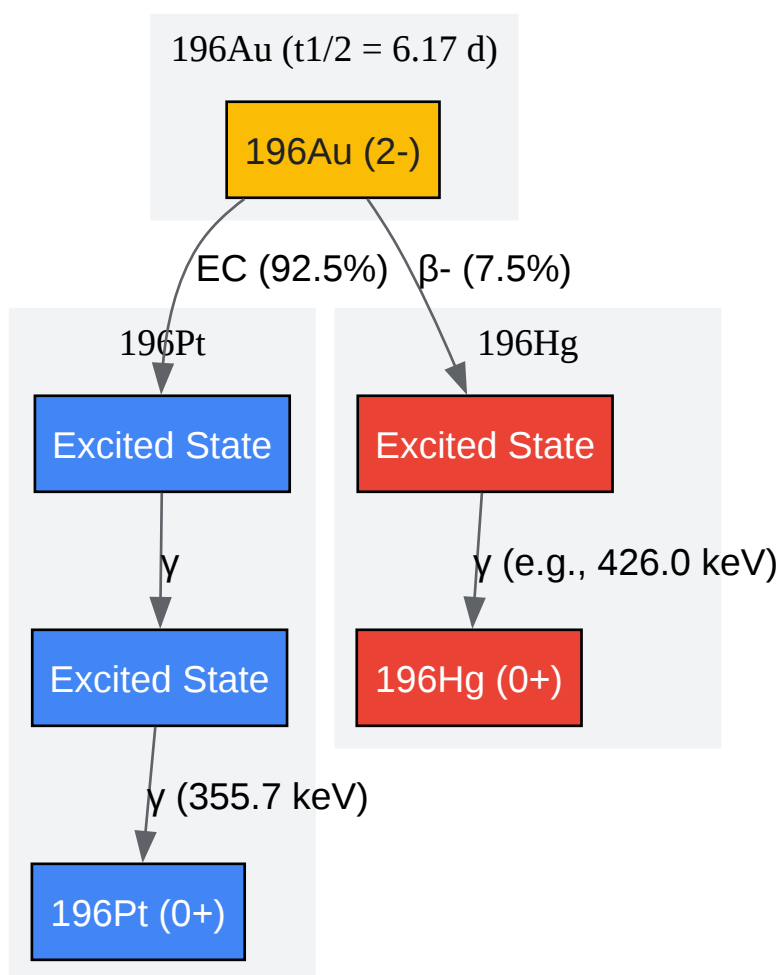 196Au (t1/2 = 6.17 d)
196Au (2-)
EC (92.5%)
β- (7.5%)
196Pt
196Hg
Excited State
Excited State
γ
γ (e.g., 426.0 keV)
Excited State
196Hg (0+)
γ (355.7 keV)
196Pt (0+)